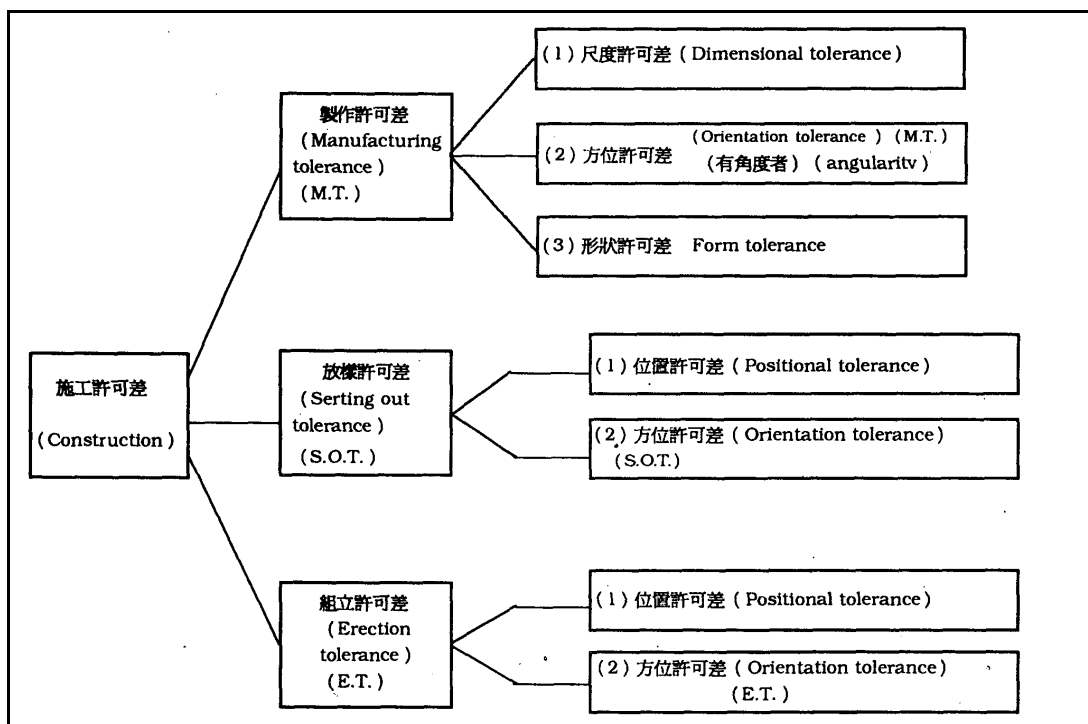 施工許可差
(Construction)
製作許可差
(Manufacturing
tolerance)
(M.T.)
(1)尺度許可差(Dimensional tolerance)
(2)方位許可差 (Orientation tolerance)(M.T.)
(有角度者)(angularitv)
(3)形狀許可差 Form tolerance
放樣許可差
(Serting out
tolerance)
(S.O.T.)
(1)位置許可差(Positional tolerance)
(2)方位許可差(Orientation tolerance)
(S.O.T.)
組立許可差
(Erection
tolerance)
(E.T.)
(1)位置許可差(Positional tolerance)
(2)方位許可差(Orientation tolerance)
(E.T.)